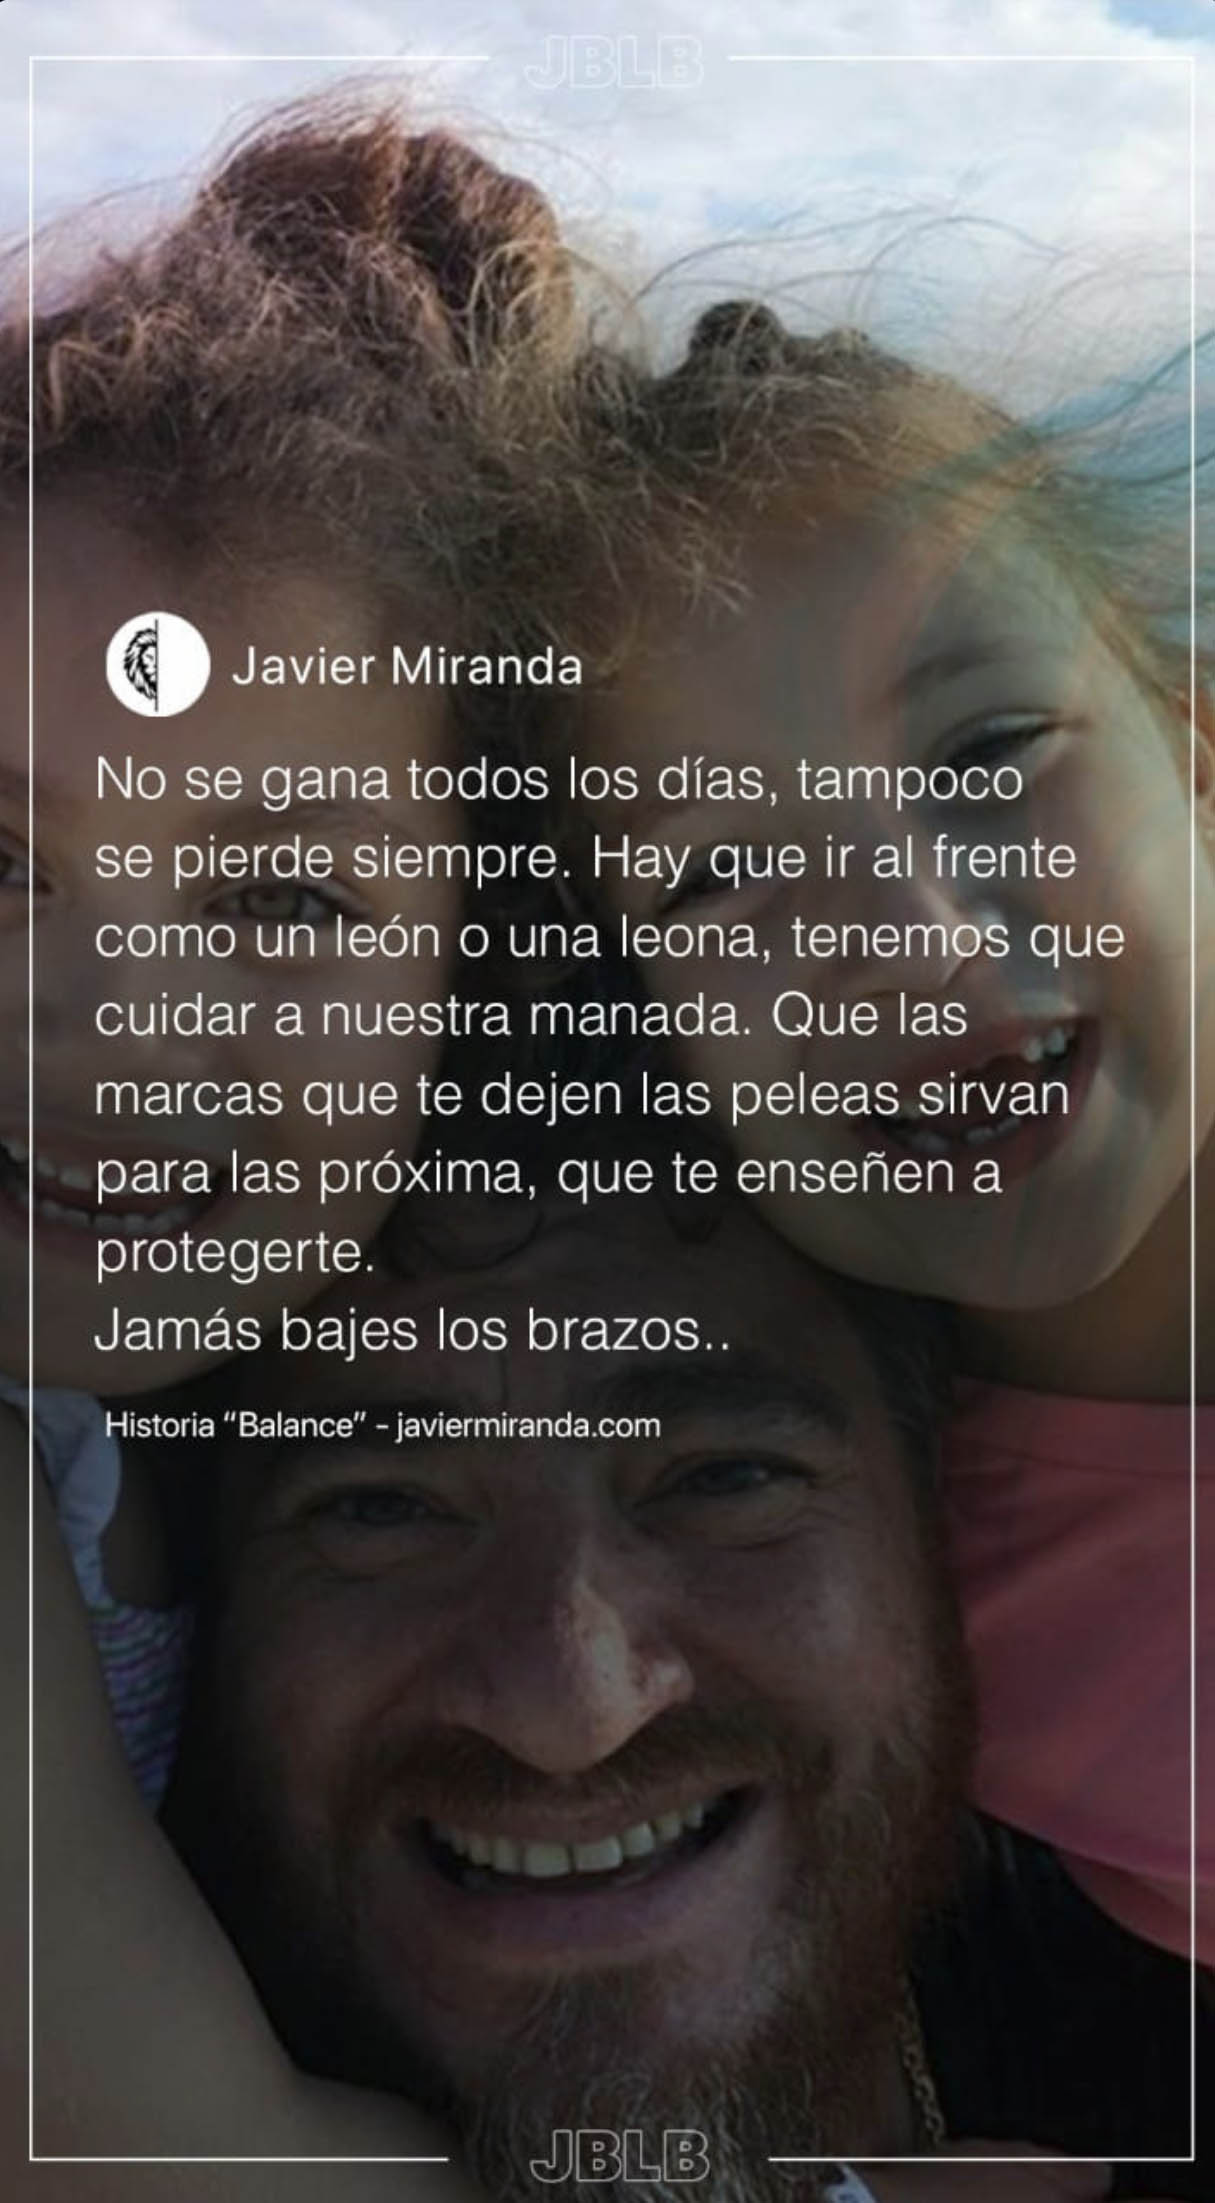 JBLB
Javier Miranda
No se gana todos los días, tampoco
se pierde siempre. Hay que ir al frente
como un león o una leona, tenemos que
cuidar a nuestra manada. Que las
marcas que te dejen las peleas sirvan
para las próxima, que te enseñen a
protegerte.
Jamás bajes los brazos..
Historia “Balance” - javiermiranda.com
JBLB